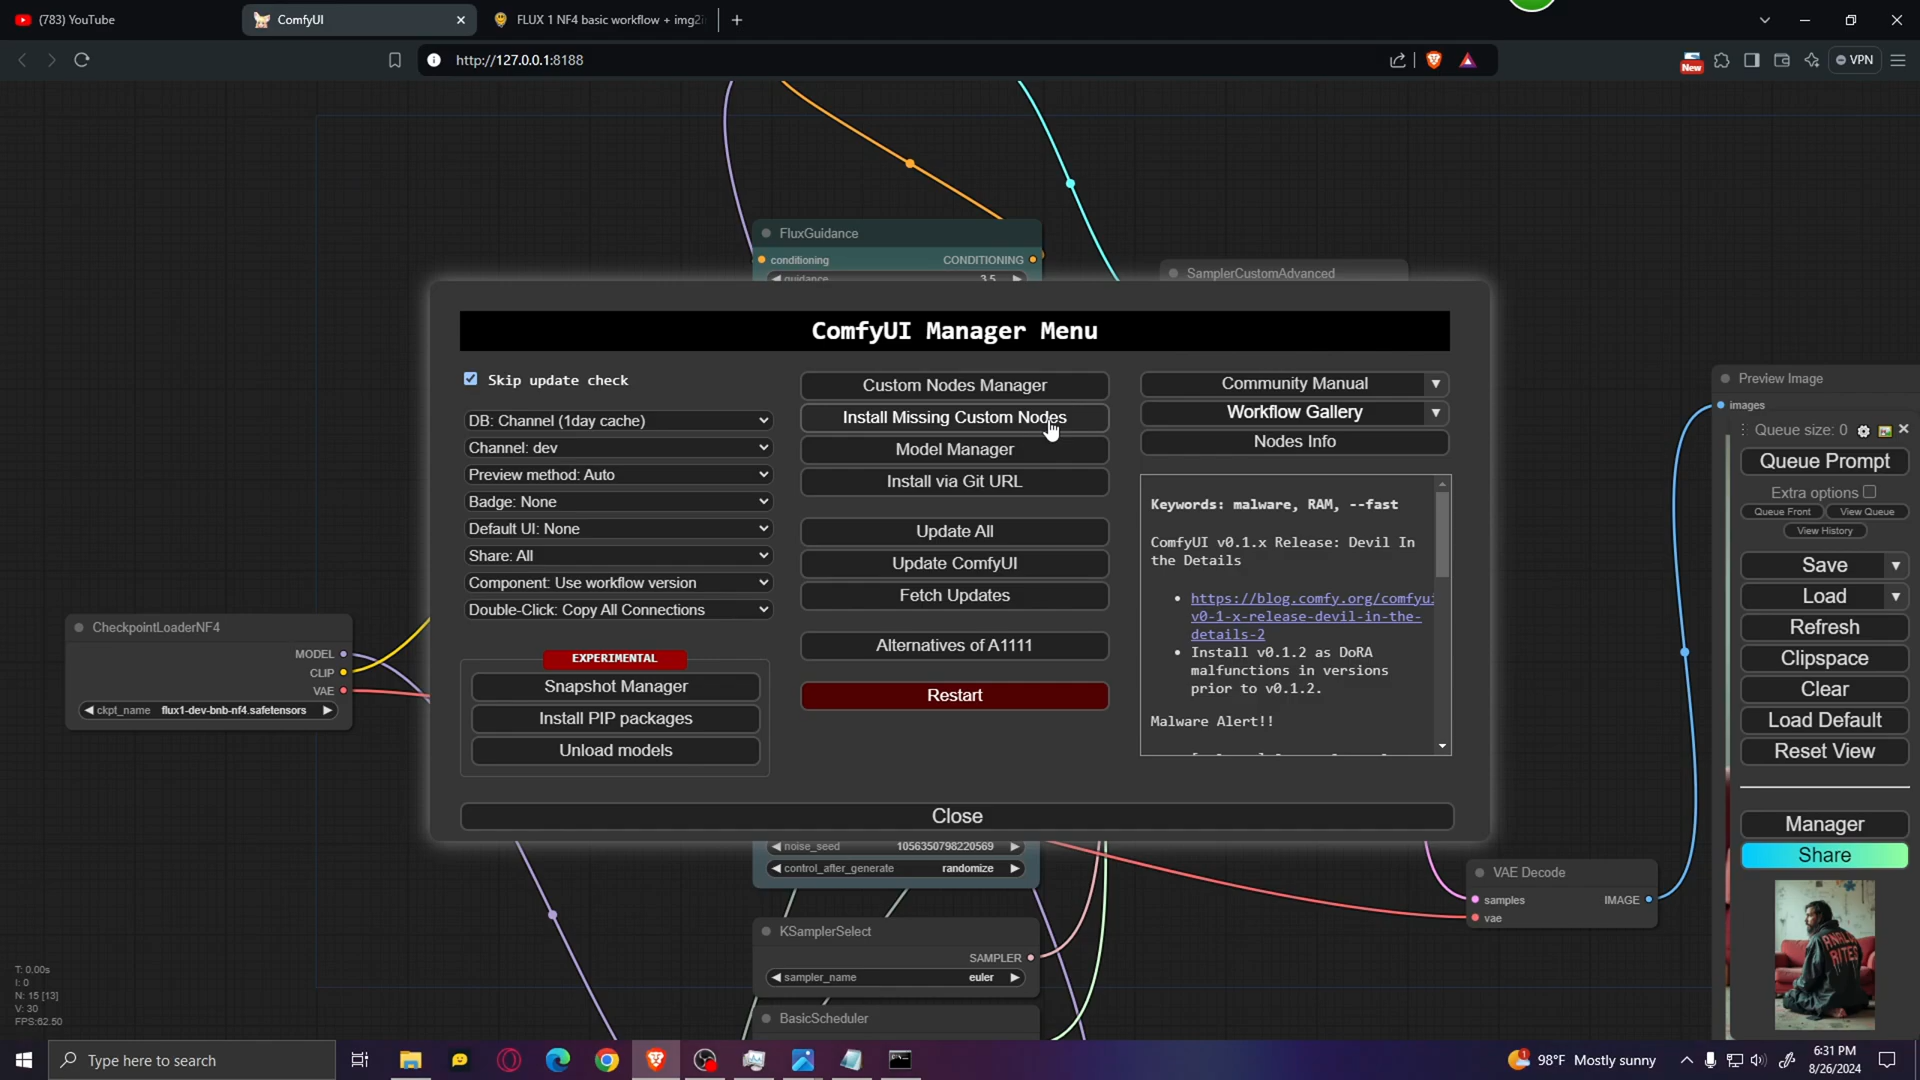 (783) YouTube
ComfyUI
FLUX 1 NF4 basic workflow + img2i
http://127.0.0.1:8188
New
VPN
FluxGuidance
conditioning
CONDITIONING
guidance
3.5
SamplerCustomAdvanced
ComfyUI Manager Menu
Skip update check
DB: Channel (1day cache)
Channel: dev
Preview method: Auto
Badge: None
Default UI: None
Share: All
Component: Use workflow version
Double-Click: Copy All Connections
EXPERIMENTAL
Snapshot Manager
Install PIP packages
Unload models
Custom Nodes Manager
Install Missing Custom Nodes
Model Manager
Install via Git URL
Update All
Update ComfyUI
Fetch Updates
Alternatives of A1111
Restart
Community Manual
Workflow Gallery
Nodes Info
Keywords: malware, RAM, --fast
ComfyUI v0.1.x Release: Devil In
the Details
https://blog.comfy.org/comfyui
v0-1-x-release-devil-in-the-
details-2
Install v0.1.2 as DoRA
malfunctions in versions
prior to v0.1.2.
Malware Alert!!
Close
CheckpointLoaderNF4
MODEL
CLIP
VAE
ckpt_name flux1-dev-bnb-nf4.safetensors
noise_seed 1056350798220569
control_after_generate randomize
KSamplerSelect
SAMPLER
sampler_name euler
BasicScheduler
VAE Decode
samples
IMAGE
vae
Preview Image
images
Queue size: 0
Queue Prompt
Extra options
Queue Front
View Queue
View History
Save
Load
Refresh
Clipspace
Clear
Load Default
Reset View
Manager
Share
ANALOG
BITES
T: 0.00s
I: 0
N: 15 [13]
V: 30
FPS:62.50
Type here to search
1
98°F Mostly sunny
6:31 PM
8/26/2024